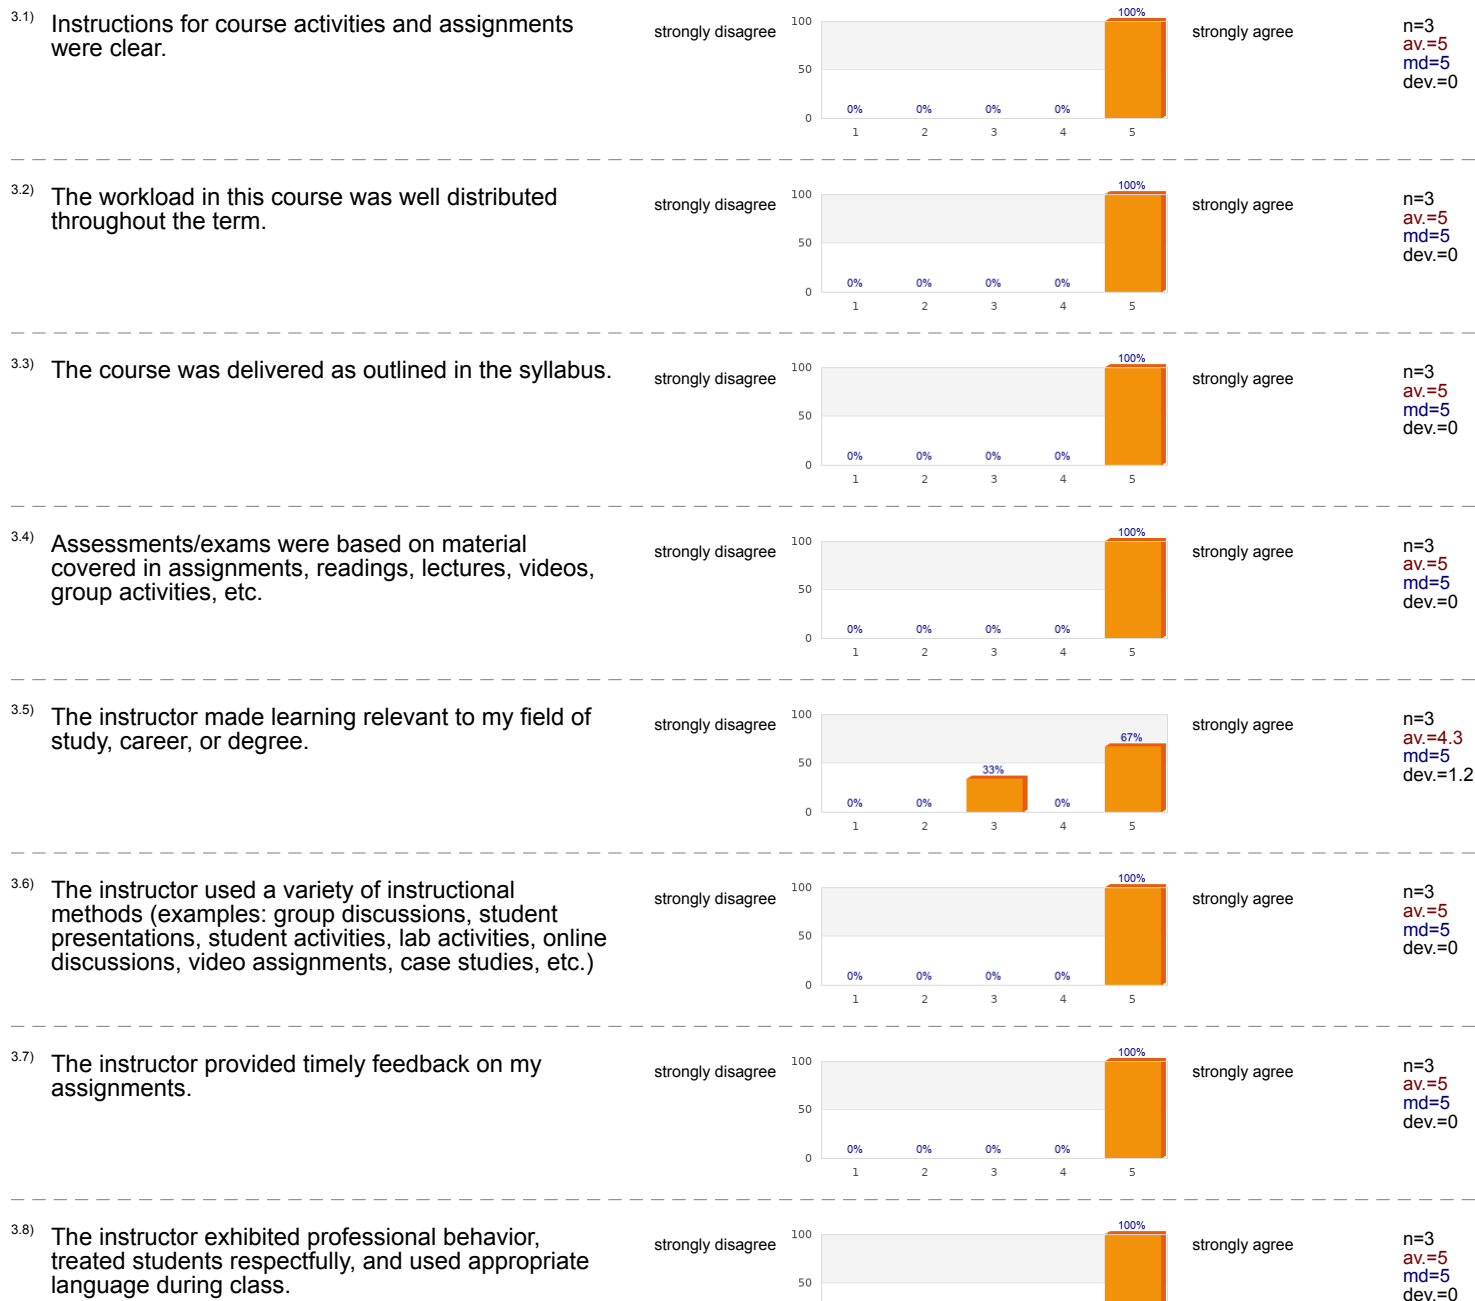 3.1) Instructions for course activities and assignments
were clear.
strongly disagree
100
50
0
0%
0%
0%
0%
100%
1
2
3
4
5
strongly agree
n=3
av.=5
md=5
dev.=0
3.2) The workload in this course was well distributed
throughout the term.
strongly disagree
100
50
0
0%
0%
0%
0%
100%
1
2
3
4
5
strongly agree
n=3
av.=5
md=5
dev.=0
3.3) The course was delivered as outlined in the syllabus.
strongly disagree
100
50
0
0%
0%
0%
0%
100%
1
2
3
4
5
strongly agree
n=3
av.=5
md=5
dev.=0
3.4) Assessments/exams were based on material
covered in assignments, readings, lectures, videos,
group activities, etc.
strongly disagree
100
50
0
0%
0%
0%
0%
100%
1
2
3
4
5
strongly agree
n=3
av.=5
md=5
dev.=0
3.5) The instructor made learning relevant to my field of
study, career, or degree.
strongly disagree
100
50
0
0%
0%
33%
0%
67%
1
2
3
4
5
strongly agree
n=3
av.=4.3
md=5
dev.=1.2
3.6) The instructor used a variety of instructional
methods (examples: group discussions, student
presentations, student activities, lab activities, online
discussions, video assignments, case studies, etc.)
strongly disagree
100
50
0
0%
0%
0%
0%
100%
1
2
3
4
5
strongly agree
n=3
av.=5
md=5
dev.=0
3.7) The instructor provided timely feedback on my
assignments.
strongly disagree
100
50
0
0%
0%
0%
0%
100%
1
2
3
4
5
strongly agree
n=3
av.=5
md=5
dev.=0
3.8) The instructor exhibited professional behavior,
treated students respectfully, and used appropriate
language during class.
strongly disagree
100
50
100%
strongly agree
n=3
av.=5
md=5
dev.=0